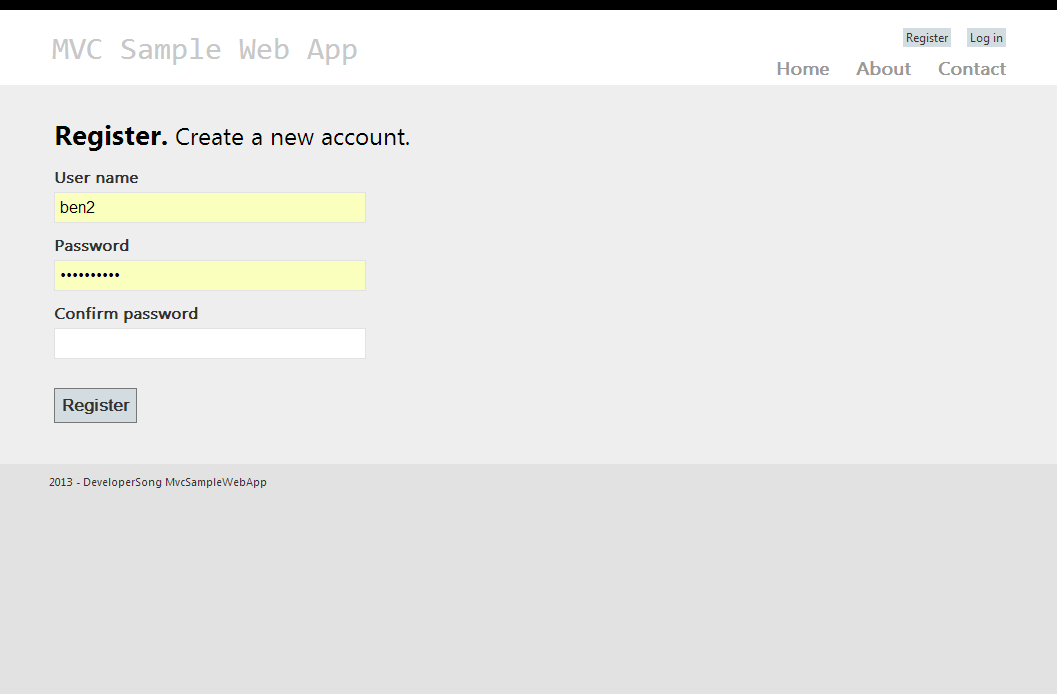 MVC Sample Web App
Register Log in
Home About Contact
Register. Create a new account.
User name
ben2
Password
••••••••••
Confirm password
Register
2013 - DeveloperSong MvcSampleWebApp